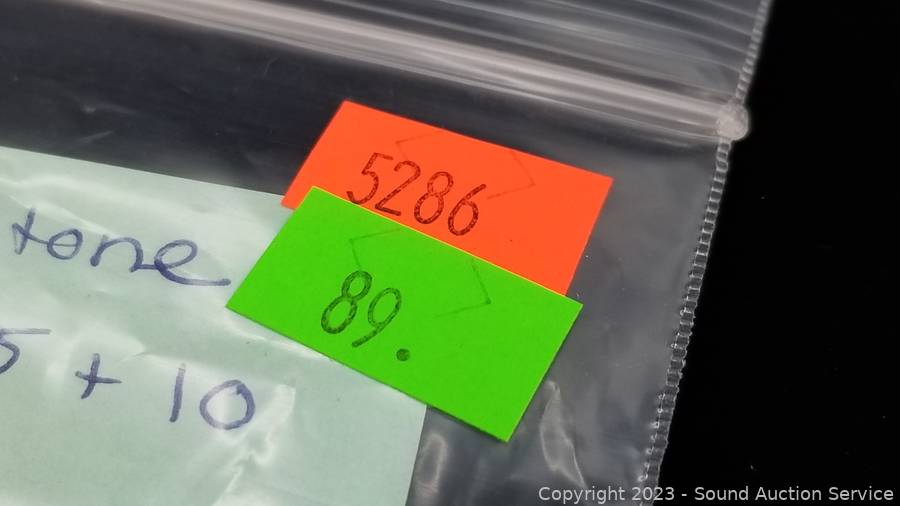 5286
89.
tone
5 + 10
Copyright 2023 - Sound Auction Service